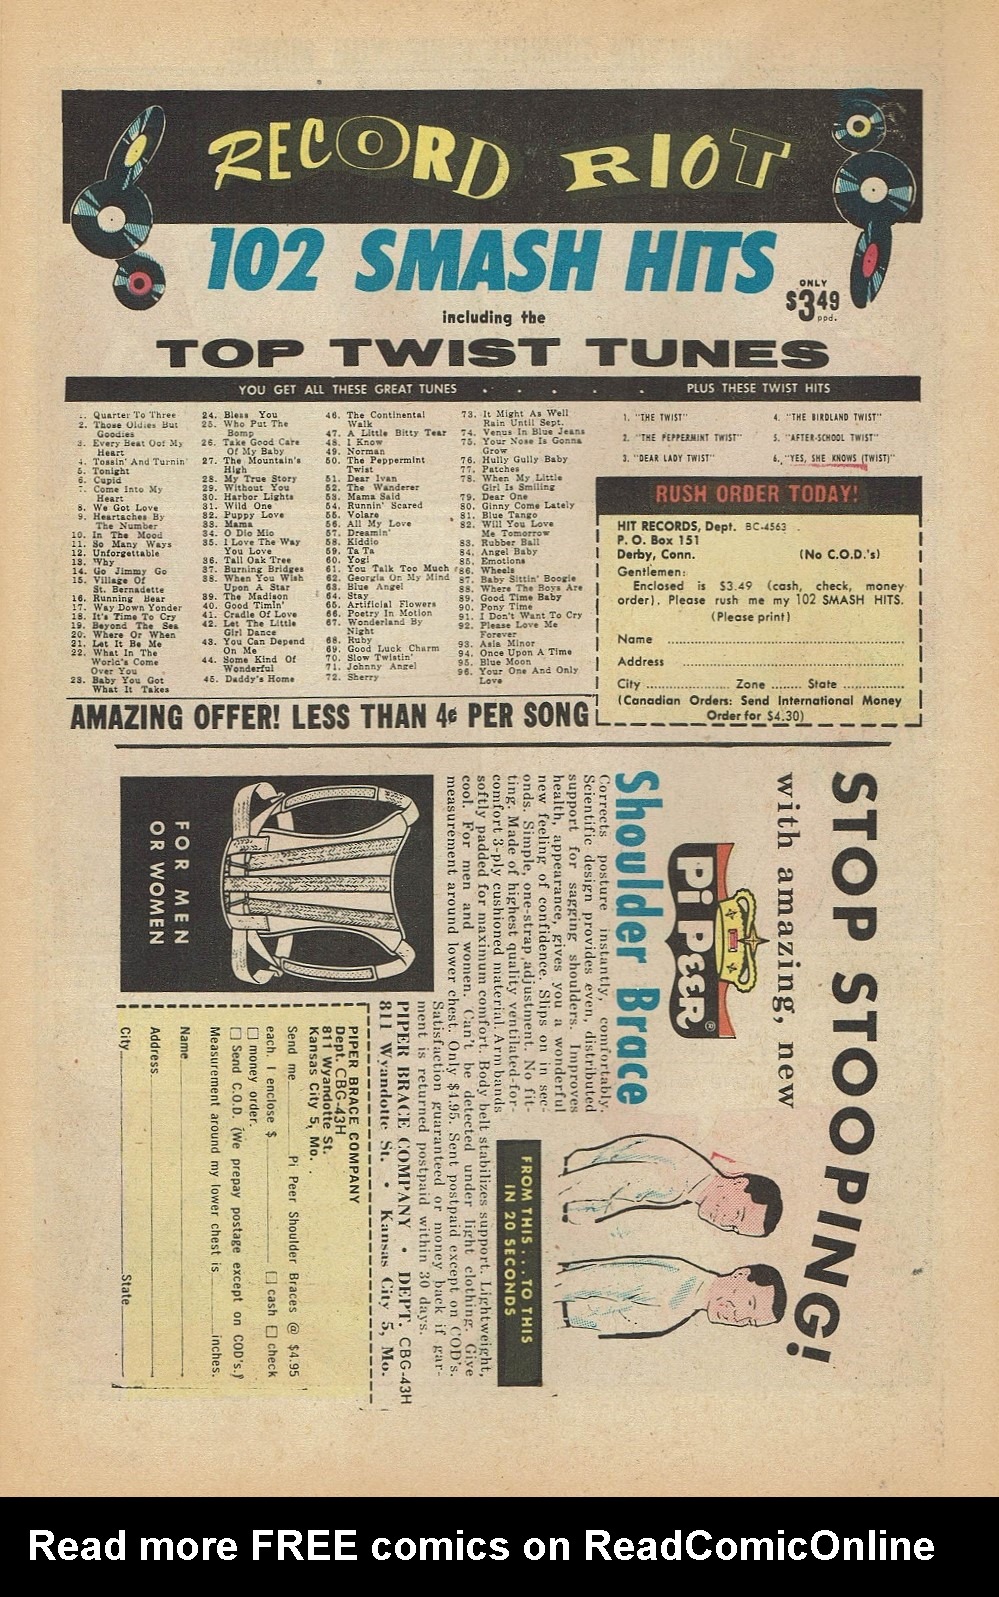 RECORD RIOT
102 SMASH HITS
ONLY
$3.49
ppd.
including the
TOP TWIST TUNES
YOU GET ALL THESE GREAT TUNES . . . . . PLUS THESE TWIST HITS
1. Quarter To Three
2. Those Oldies But
Goodies
3. Every Beat Oof My
Heart
4. Tossin' And Turnin'
5. Tonight
6. Cupid
7. Come Into My
Heart
8. We Got Love
9. Heartaches By
The Number
10. In The Mood
11. So Many Ways
12. Unforgettable
13. Why
14. Go Jimmy Go
15. Village Of
St. Bernadette
16. Running Bear
17. Way Down Yonder
18. It's Time To Cry
19. Beyond The Sea
20. Where Or When
21. Let It Be Me
22. What In The
World's Come
Over You
23. Baby You Got
What It Takes
24. Bless You
25. Who Put The
Bomp
26. Take Good Care
Of My Baby
27. The Mountain's
High
28. My True Story
29. Without You
30. Harbor Lights
31. Wild One
32. Puppy Love
33. Mama
34. O Dio Mio
35. I Love The Way
You Love
36. Tall Oak Tree
37. Burning Bridges
38. When You Wish
Upon A Star
39. The Madison
40. Good Timin'
41. Cradle Of Love
42. Let The Little
Girl Dance
43. You Can Depend
On Me
44. Some Kind Of
Wonderful
45. Daddy's Home
46. The Continental
Walk
47. A Little Bitty Tear
48. I Know
49. Norman
50. The Peppermint
Twist
51. Dear Ivan
52. The Wanderer
53. Mama Said
54. Runnin' Scared
55. Volare
56. All My Love
57. Dreamin'
58. Kiddio
59. Ta Ta
60. Yogi
61. You Talk Too Much
62. Georgia On My Mind
63. Blue Angel
64. Stay
65. Artificial Flowers
66. Poetry In Motion
67. Wonderland By
Night
68. Ruby
69. Good Luck Charm
70. Slow Twistin'
71. Johnny Angel
72. Sherry
73. It Might As Well
Rain Until Sept.
74. Venus In Blue Jeans
75. Your Nose Is Gonna
Grow
76. Hully Gully Baby
77. Patches
78. When My Little
Girl Is Smiling
79. Dear One
80. Ginny Come Lately
81. Blue Tango
82. Will You Love
Me Tomorrow
83. Rubber Ball
84. Angel Baby
85. Emotions
86. Wheels
87. Baby Sittin' Boogie
88. Where The Boys Are
89. Good Time Baby
90. Pony Time
91. I Don't Want To Cry
92. Please Love Me
Forever
93. Asia Minor
94. Once Upon A Time
95. Blue Moon
96. Your One And Only
Love
1. "THE TWIST"
2. "THE PEPPERMINT TWIST"
3. "DEAR LADY TWIST"
4. "THE BIRDLAND TWIST"
5. "AFTER-SCHOOL TWIST"
6. "YES, SHE KNOWS (TWIST)"
RUSH ORDER TODAY!
HIT RECORDS, Dept. BC-4563
P. O. Box 151
Derby, Conn. (No C.O.D.'s)
Gentlemen:
Enclosed is $3.49 (cash, check, money
order). Please rush me my 102 SMASH HITS.
(Please print)
Name
Address
City Zone State
(Canadian Orders: Send International Money
Order for $4.30)
AMAZING OFFER! LESS THAN 4¢ PER SONG
STOP STOOPING!
with amazing, new
Pi PEER®
Shoulder Brace
Corrects posture instantly, comfortably.
Scientific design provides even, distributed
support for sagging shoulders. Improves
health, appearance, gives you a wonderful
new feeling of confidence. Slips on in sec-
onds. Simple, one-strap adjustment. No fit-
ting. Made of highest quality ventilated-for-
comfort 3-ply cushioned material. Arm bands
softly padded for maximum comfort. Body belt stabilizes support. Lightweight,
cool. For men and women. Can't be detected under light clothing. Give
measurement around lower chest. Only $4.95. Sent postpaid except on COD's.
Satisfaction guaranteed or money back if gar-
ment is returned postpaid within 30 days.
PIPER BRACE COMPANY • DEPT. CBG-43H
811 Wyandotte St. • Kansas City 5, Mo.
FROM THIS . . . TO THIS
IN 20 SECONDS
FOR MEN
OR WOMEN
PIPER BRACE COMPANY
Dept. CBG-43H
811 Wyandotte St.
Kansas City 5, Mo.
Send me Pi Peer Shoulder Braces @ $4.95
each. I enclose $ □ cash □ check
□ money order.
□ Send C.O.D. (We prepay postage except on COD's.)
Measurement around my lower chest is inches.
Name
Address
City State
Read more FREE comics on ReadComicOnline